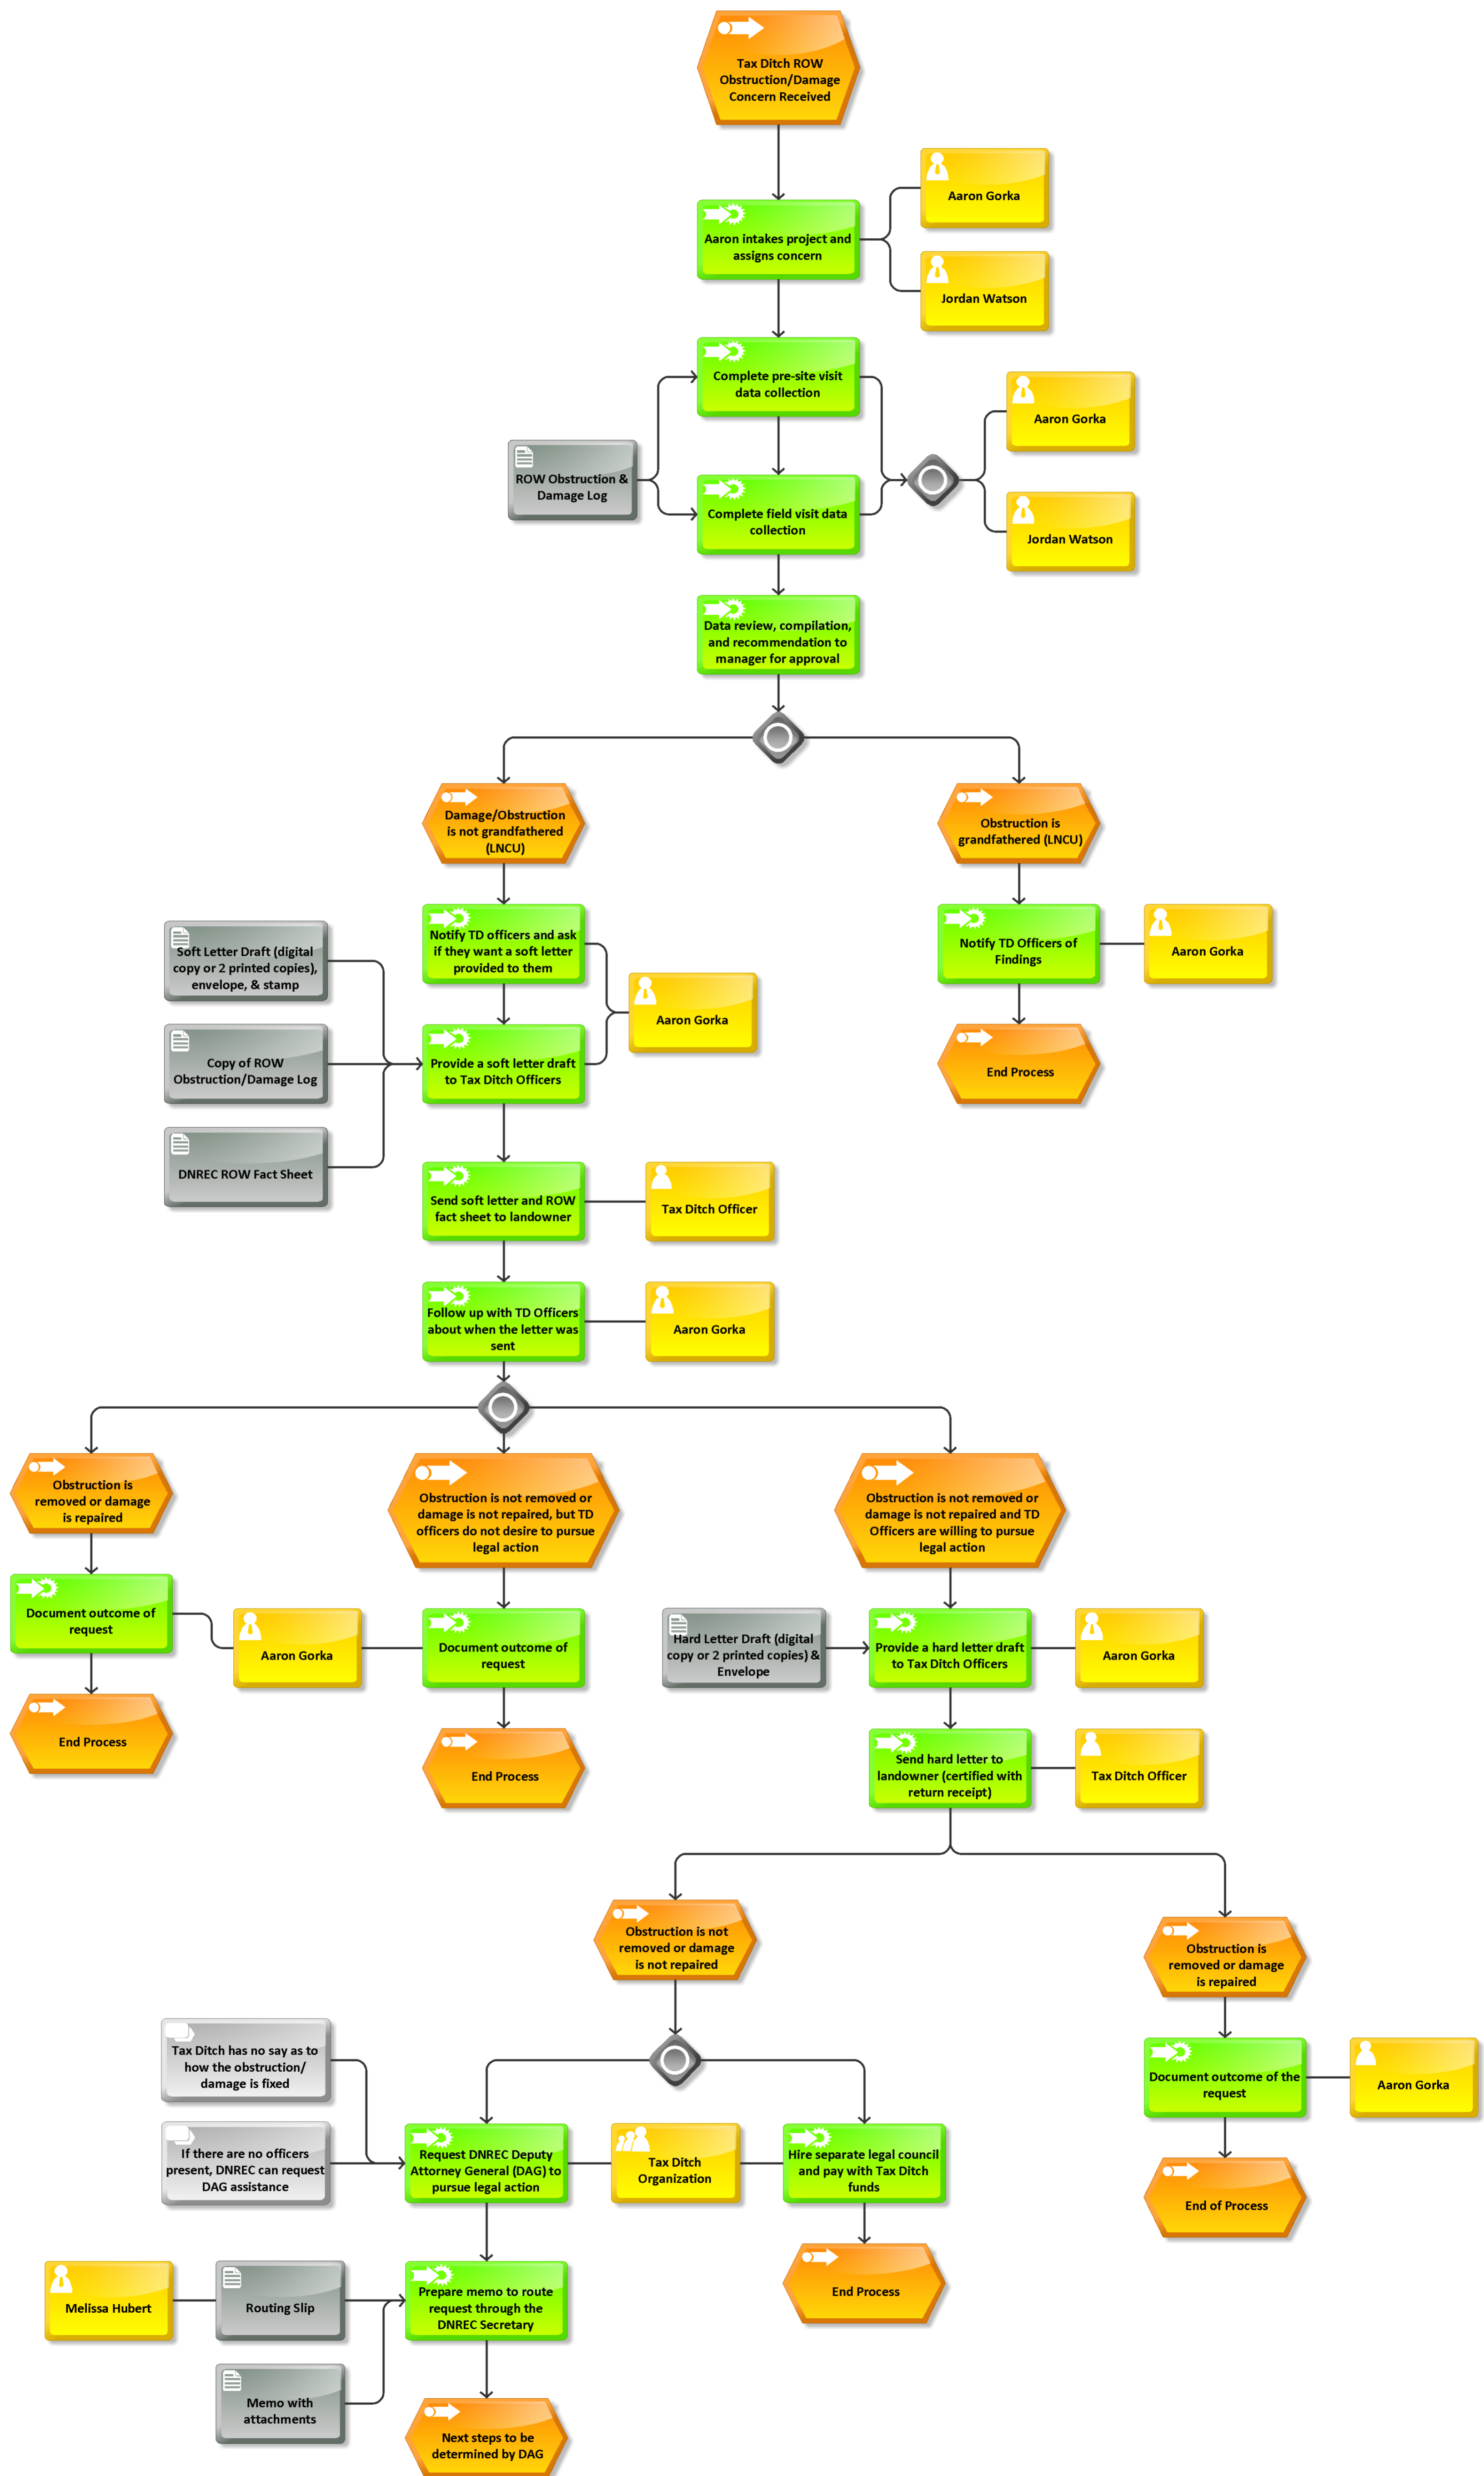 Tax Ditch ROW
Obstruction/Damage
Concern Received
Aaron Gorka
Aaron intakes project and
assigns concern
Jordan Watson
Complete pre-site visit
data collection
Aaron Gorka
ROW Obstruction &
Damage Log
Complete field visit data
collection
Jordan Watson
Data review, compilation,
and recommendation to
manager for approval
Damage/Obstruction
is not grandfathered
(LNCU)
Obstruction is
grandfathered (LNCU)
Soft Letter Draft (digital
copy or 2 printed copies),
envelope, & stamp
Notify TD officers and ask
if they want a soft letter
provided to them
Notify TD Officers of
Findings
Aaron Gorka
Aaron Gorka
Copy of ROW
Obstruction/Damage Log
Provide a soft letter draft
to Tax Ditch Officers
End Process
DNREC ROW Fact Sheet
Send soft letter and ROW
fact sheet to landowner
Tax Ditch Officer
Follow up with TD Officers
about when the letter was
sent
Aaron Gorka
Obstruction is
removed or damage
is repaired
Obstruction is not removed or
damage is not repaired, but TD
officers do not desire to pursue
legal action
Obstruction is not removed or
damage is not repaired and TD
Officers are willing to pursue
legal action
Document outcome of
request
Aaron Gorka
Document outcome of
request
Hard Letter Draft (digital
copy or 2 printed copies) &
Envelope
Provide a hard letter draft
to Tax Ditch Officers
Aaron Gorka
End Process
End Process
Send hard letter to
landowner (certified with
return receipt)
Tax Ditch Officer
Obstruction is not
removed or damage
is not repaired
Obstruction is
removed or damage
is repaired
Tax Ditch has no say as to
how the obstruction/
damage is fixed
Document outcome of the
request
Aaron Gorka
If there are no officers
present, DNREC can request
DAG assistance
Request DNREC Deputy
Attorney General (DAG) to
pursue legal action
Tax Ditch
Organization
Hire separate legal council
and pay with Tax Ditch
funds
End of Process
Melissa Hubert
Routing Slip
Prepare memo to route
request through the
DNREC Secretary
End Process
Memo with
attachments
Next steps to be
determined by DAG